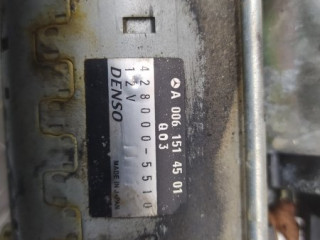 A 006 151 45 01
Q03
428000-5510
12V
DENSO
MADE IN JAPAN